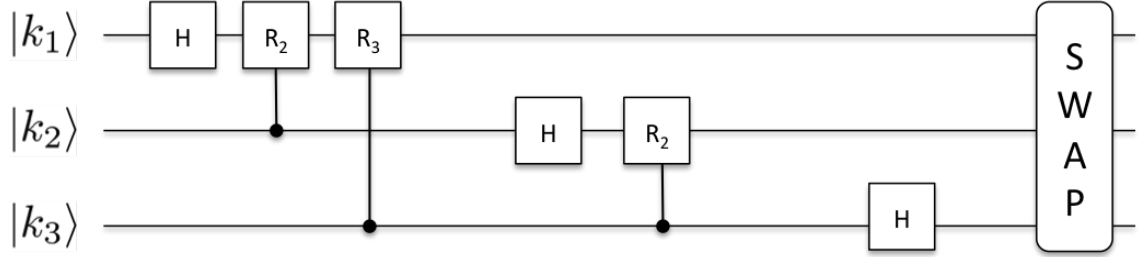 |k₁⟩ H R₂ R₃
|k₂⟩ H R₂
|k₃⟩ H
S
W
A
P